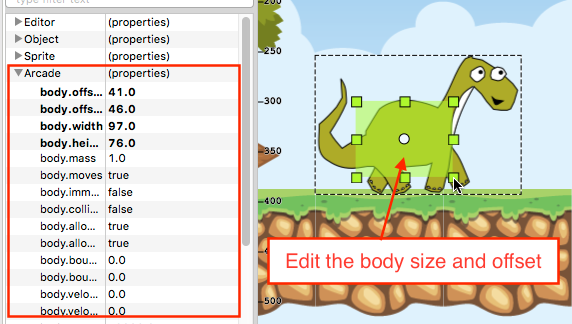 type filter text
Editor (properties)
Object (properties)
Sprite (properties)
Arcade (properties)
body.offs... 41.0
body.offs... 46.0
body.width 97.0
body.hei... 76.0
body.mass 1.0
body.moves true
body.imm... false
body.colli... false
body.allo... true
body.allo... true
body.bou... 0.0
body.bou... 0.0
body.velo... 0.0
body.velo... 0.0
-200
-250
-300
-350
-400
-500
Edit the body size and offset